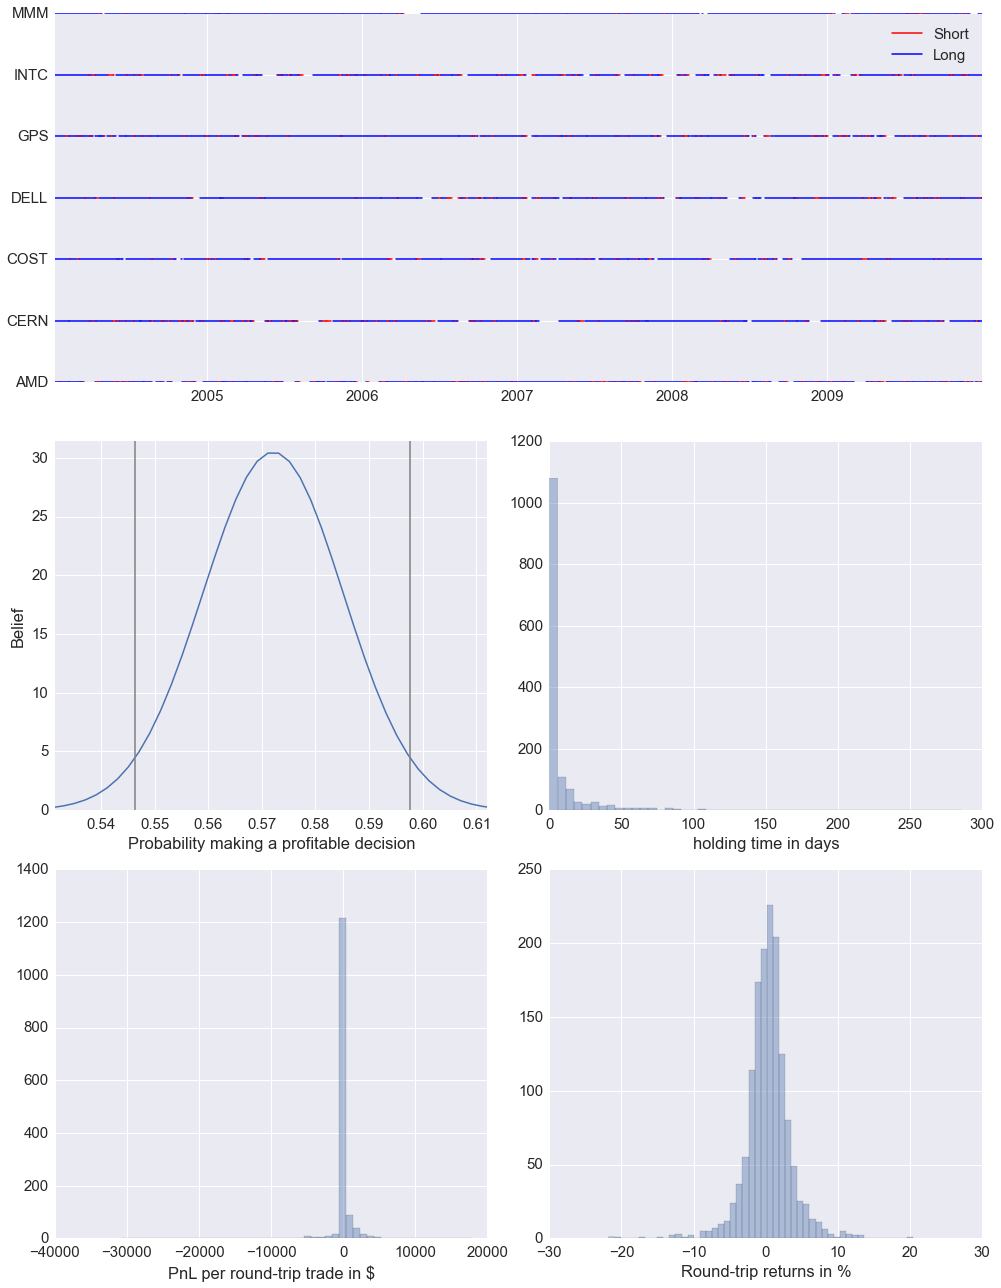 MMM
Short
Long
INTC
GPS
DELL
COST
CERN
AMD
2005 2006 2007 2008 2009
30
25
20
15
10
5
0
Belief
0.54 0.55 0.56 0.57 0.58 0.59 0.60 0.61
Probability making a profitable decision
1200
1000
800
600
400
200
0
0 50 100 150 200 250 300
holding time in days
1400
1200
1000
800
600
400
200
0
−40000 −30000 −20000 −10000 0 10000 20000
PnL per round-trip trade in $
250
200
150
100
50
0
−30 −20 −10 0 10 20 30
Round-trip returns in %